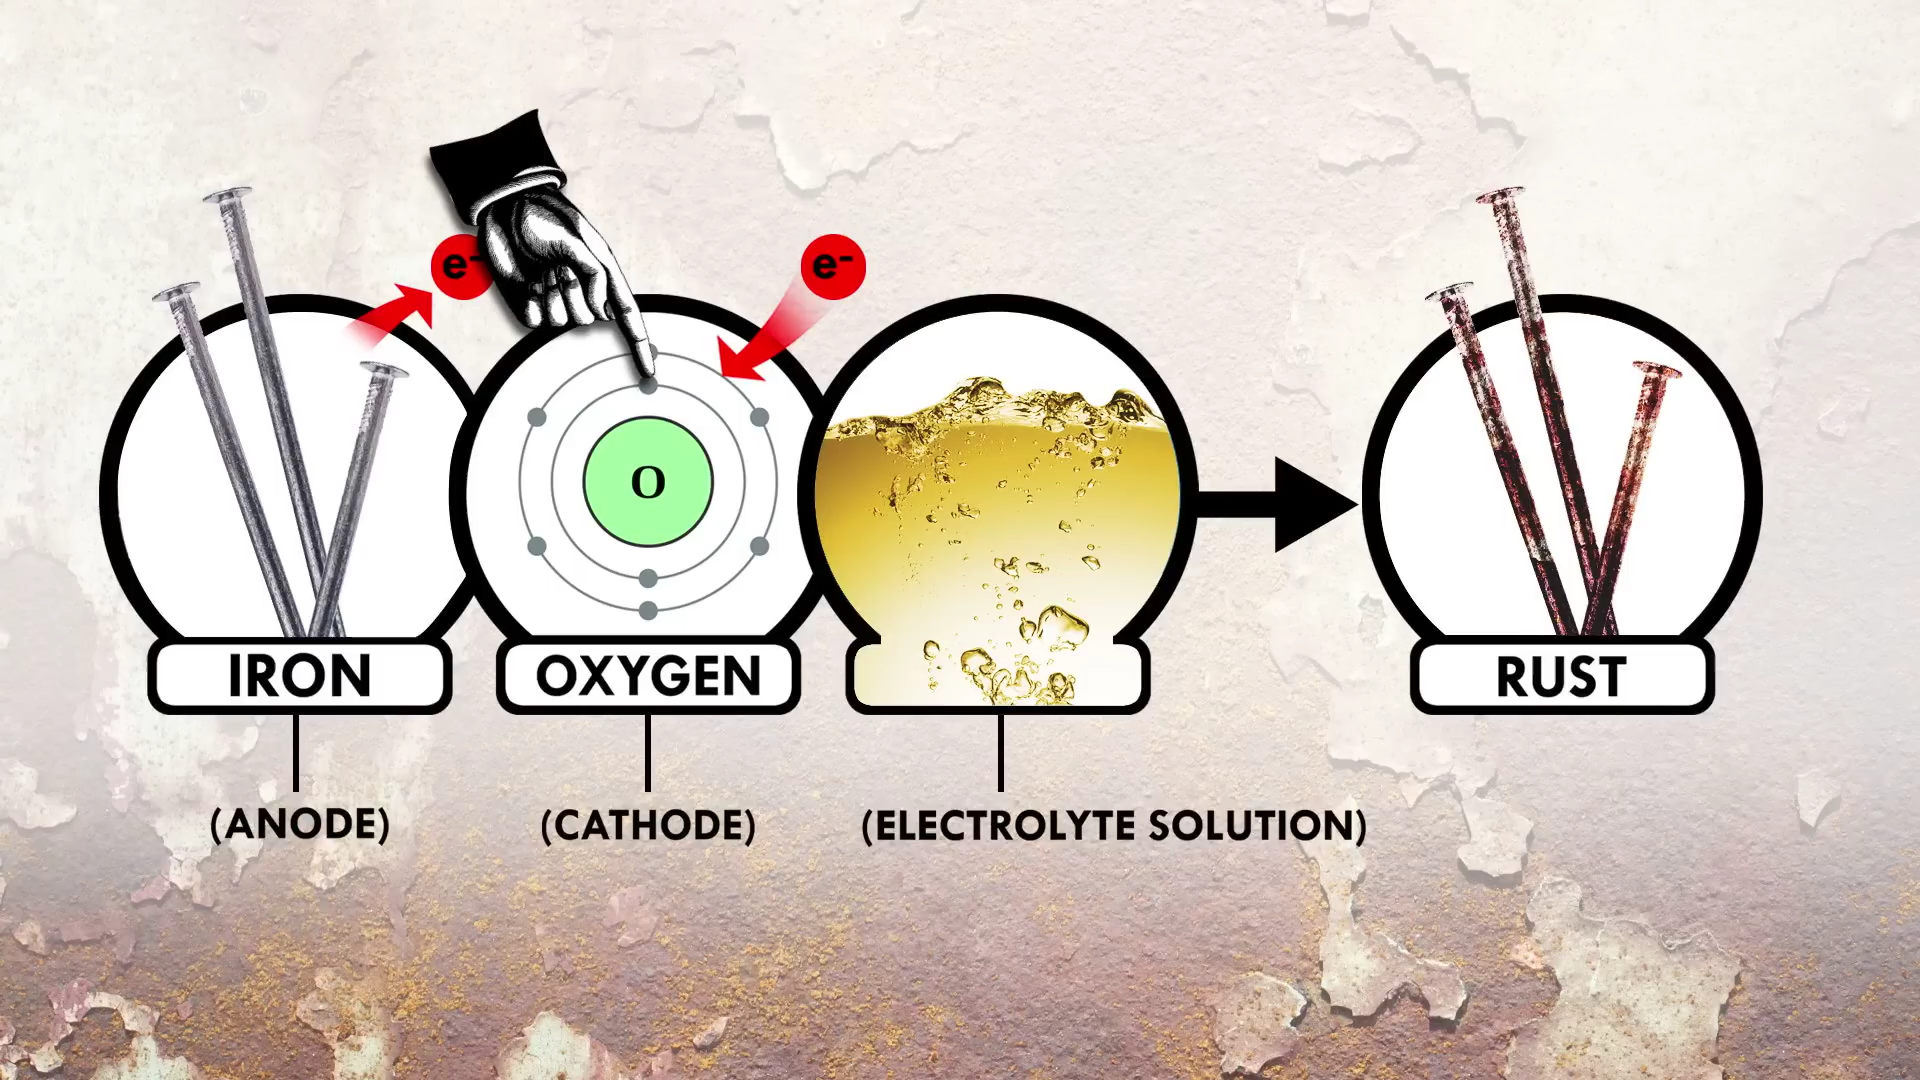 e-
e-
O
IRON
OXYGEN
RUST
(ANODE)
(CATHODE)
(ELECTROLYTE SOLUTION)